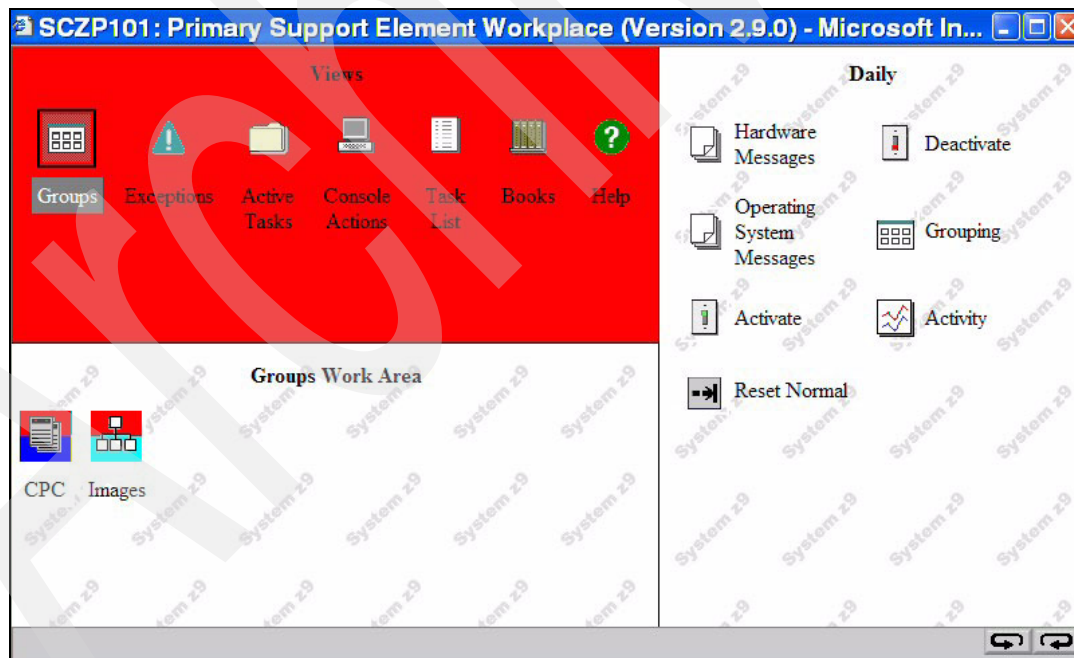 SCZP101: Primary Support Element Workplace (Version 2.9.0) - Microsoft In...
Views
Groups
Exceptions
Active
Tasks
Console
Actions
Task
List
Books
Help
Groups Work Area
CPC
Images
Daily
Hardware
Messages
Deactivate
Operating
System
Messages
Grouping
Activate
Activity
Reset Normal
System z9